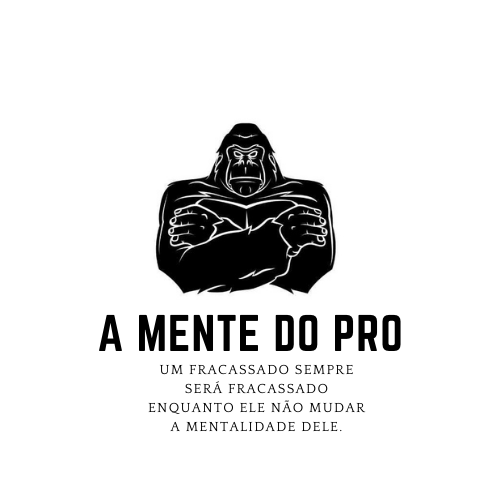 A MENTE DO PRO
UM FRACASSADO SEMPRE
SERÁ FRACASSADO
ENQUANTO ELE NÃO MUDAR
A MENTALIDADE DELE.